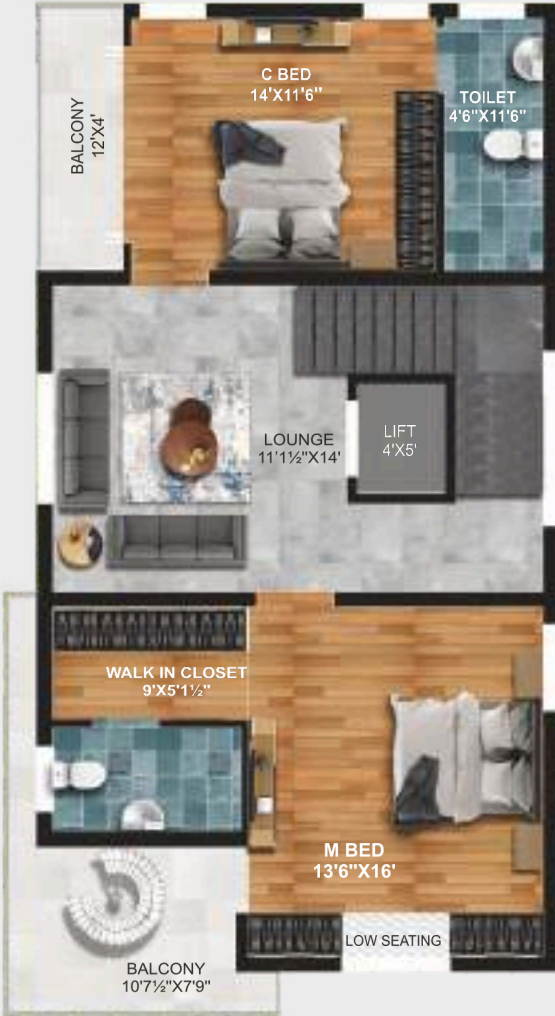 C BED
14'X11'6"
TOILET
4'6"X11'6"
BALCONY
12'X4'
LOUNGE
11'1½"X14'
LIFT
4'X5'
WALK IN CLOSET
9'X5'1½"
M BED
13'6"X16'
LOW SEATING
BALCONY
10'7½"X7'9"